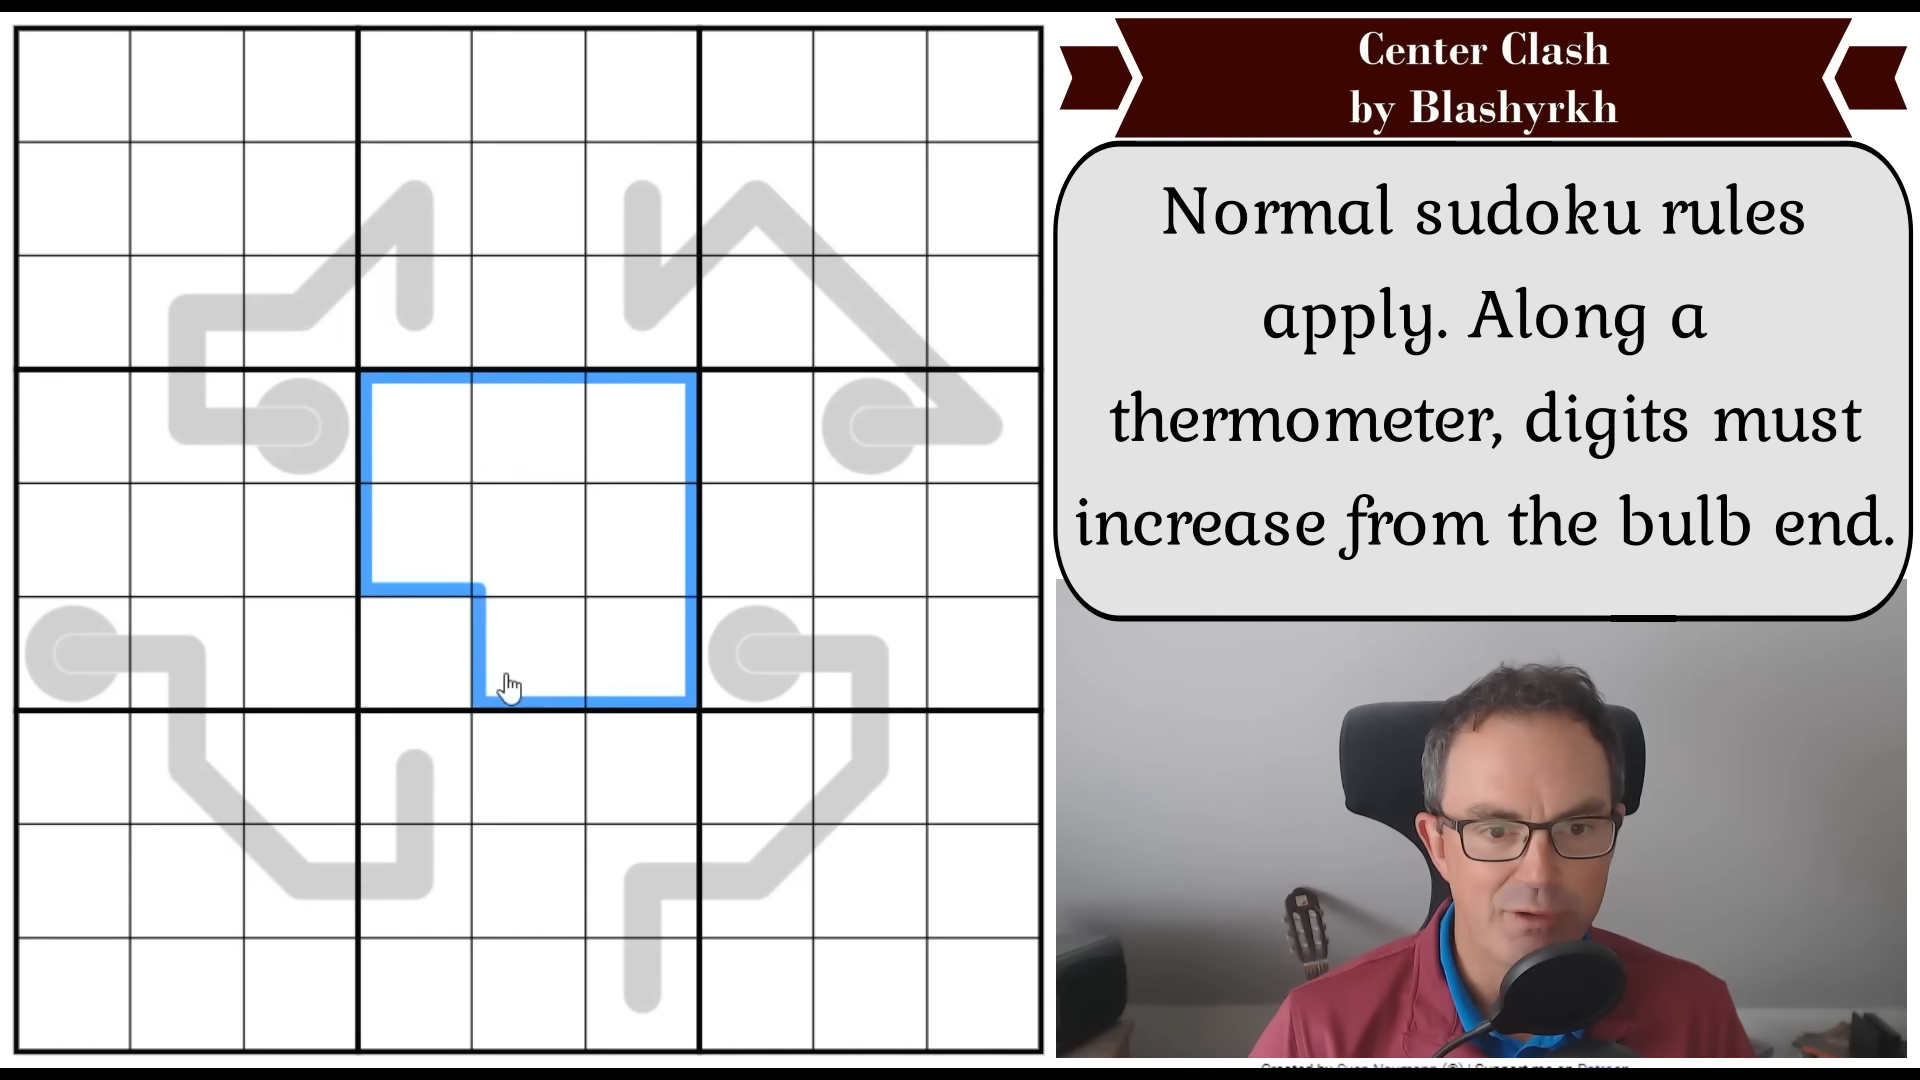 Center Clash
by Blashyrkh
Normal sudoku rules
apply. Along a
thermometer, digits must
increase from the bulb end.